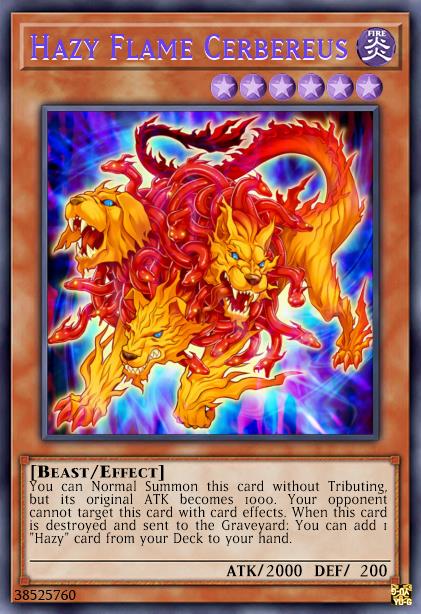 Hazy Flame Cerbereus
FIRE
炎
[Beast/Effect]
You can Normal Summon this card without Tributing,
but its original ATK becomes 1000. Your opponent
cannot target this card with card effects. When this card
is destroyed and sent to the Graveyard: You can add 1
"Hazy" card from your Deck to your hand.
ATK/2000 DEF/ 200
38525760